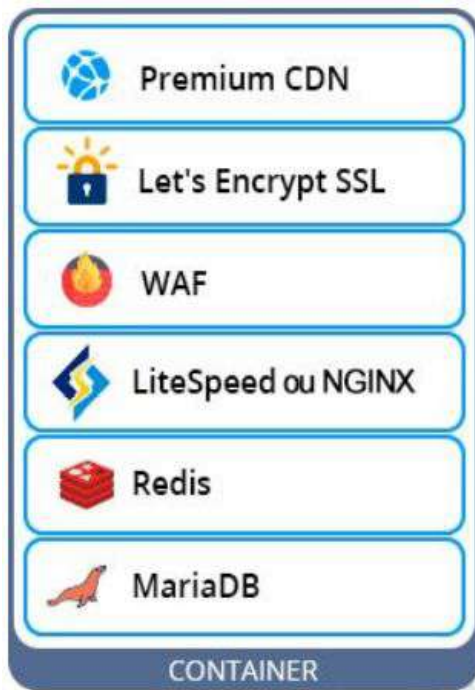 Premium CDN
Let's Encrypt SSL
WAF
LiteSpeed ou NGINX
Redis
MariaDB
CONTAINER